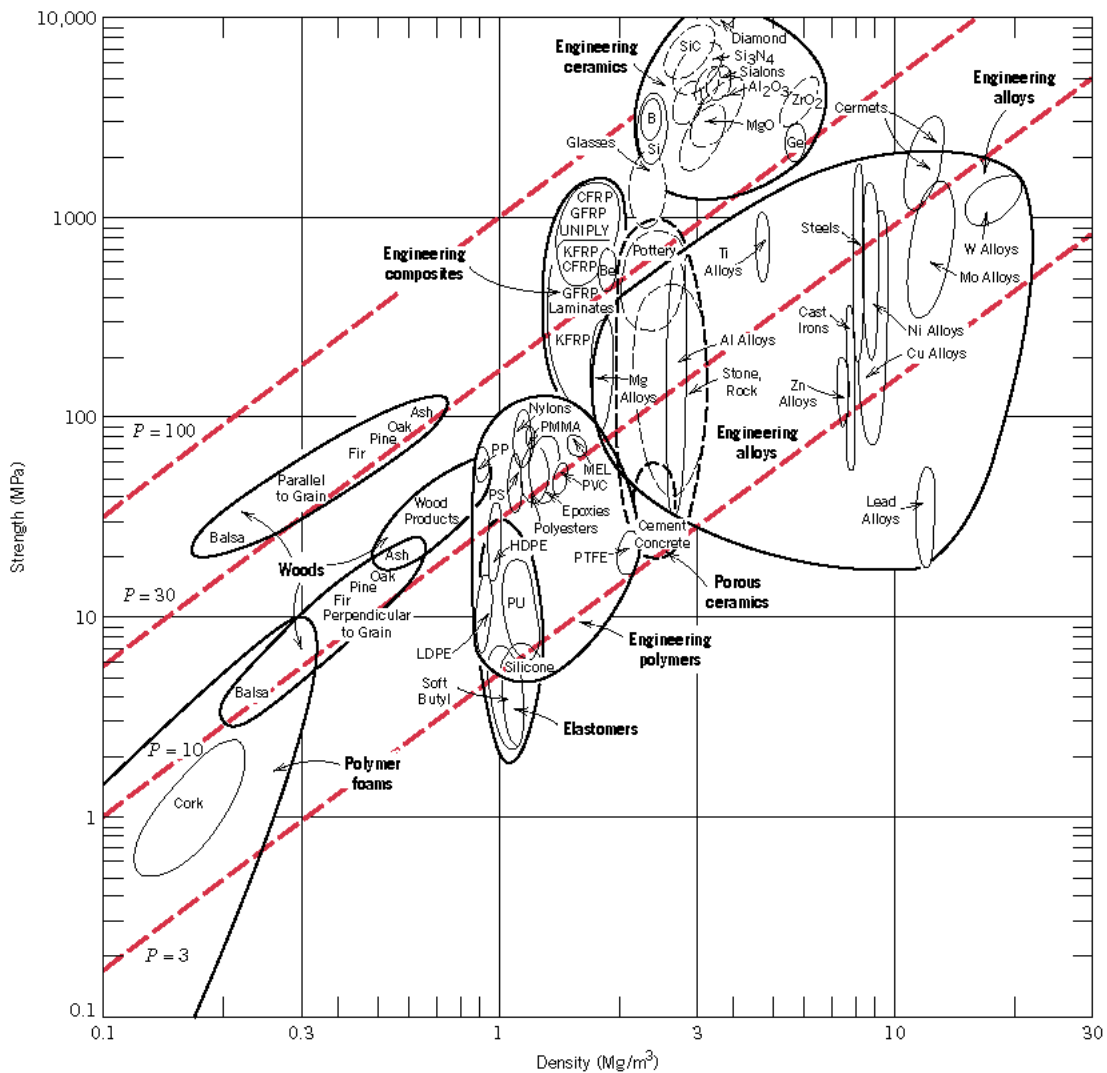 10,000
1000
100
10
1
0.1
Strength (MPa)
0.1
0.3
1
3
10
30
Density (Mg/m³)
P = 100
P = 30
P = 10
P = 3
Engineering
ceramics
Diamond
SiC
Si₃N₄
Sialons
Al₂O₃
ZrO₂
MgO
B
Si
Ge
Glasses
Cermets
Engineering
alloys
CFRP
GFRP
UNIPLY
KFRP
CFRP
Be
GFRP
Laminates
KFRP
Engineering
composites
Pottery
Ti
Alloys
Steels
W Alloys
Mo Alloys
Cast
Irons
Ni Alloys
Cu Alloys
Al Alloys
Mg
Alloys
Stone,
Rock
Zn
Alloys
Engineering
alloys
Lead
Alloys
Ash
Oak
Pine
Fir
Parallel
to Grain
Balsa
Wood
Products
Woods
Ash
Oak
Pine
Fir
Perpendicular
to Grain
Balsa
Nylons
PMMA
PP
MEL
PVC
PS
Epoxies
Polyesters
HDPE
PTFE
Cement
Concrete
Porous
ceramics
PU
LDPE
Engineering
polymers
Silicone
Soft
Butyl
Elastomers
Polymer
foams
Cork